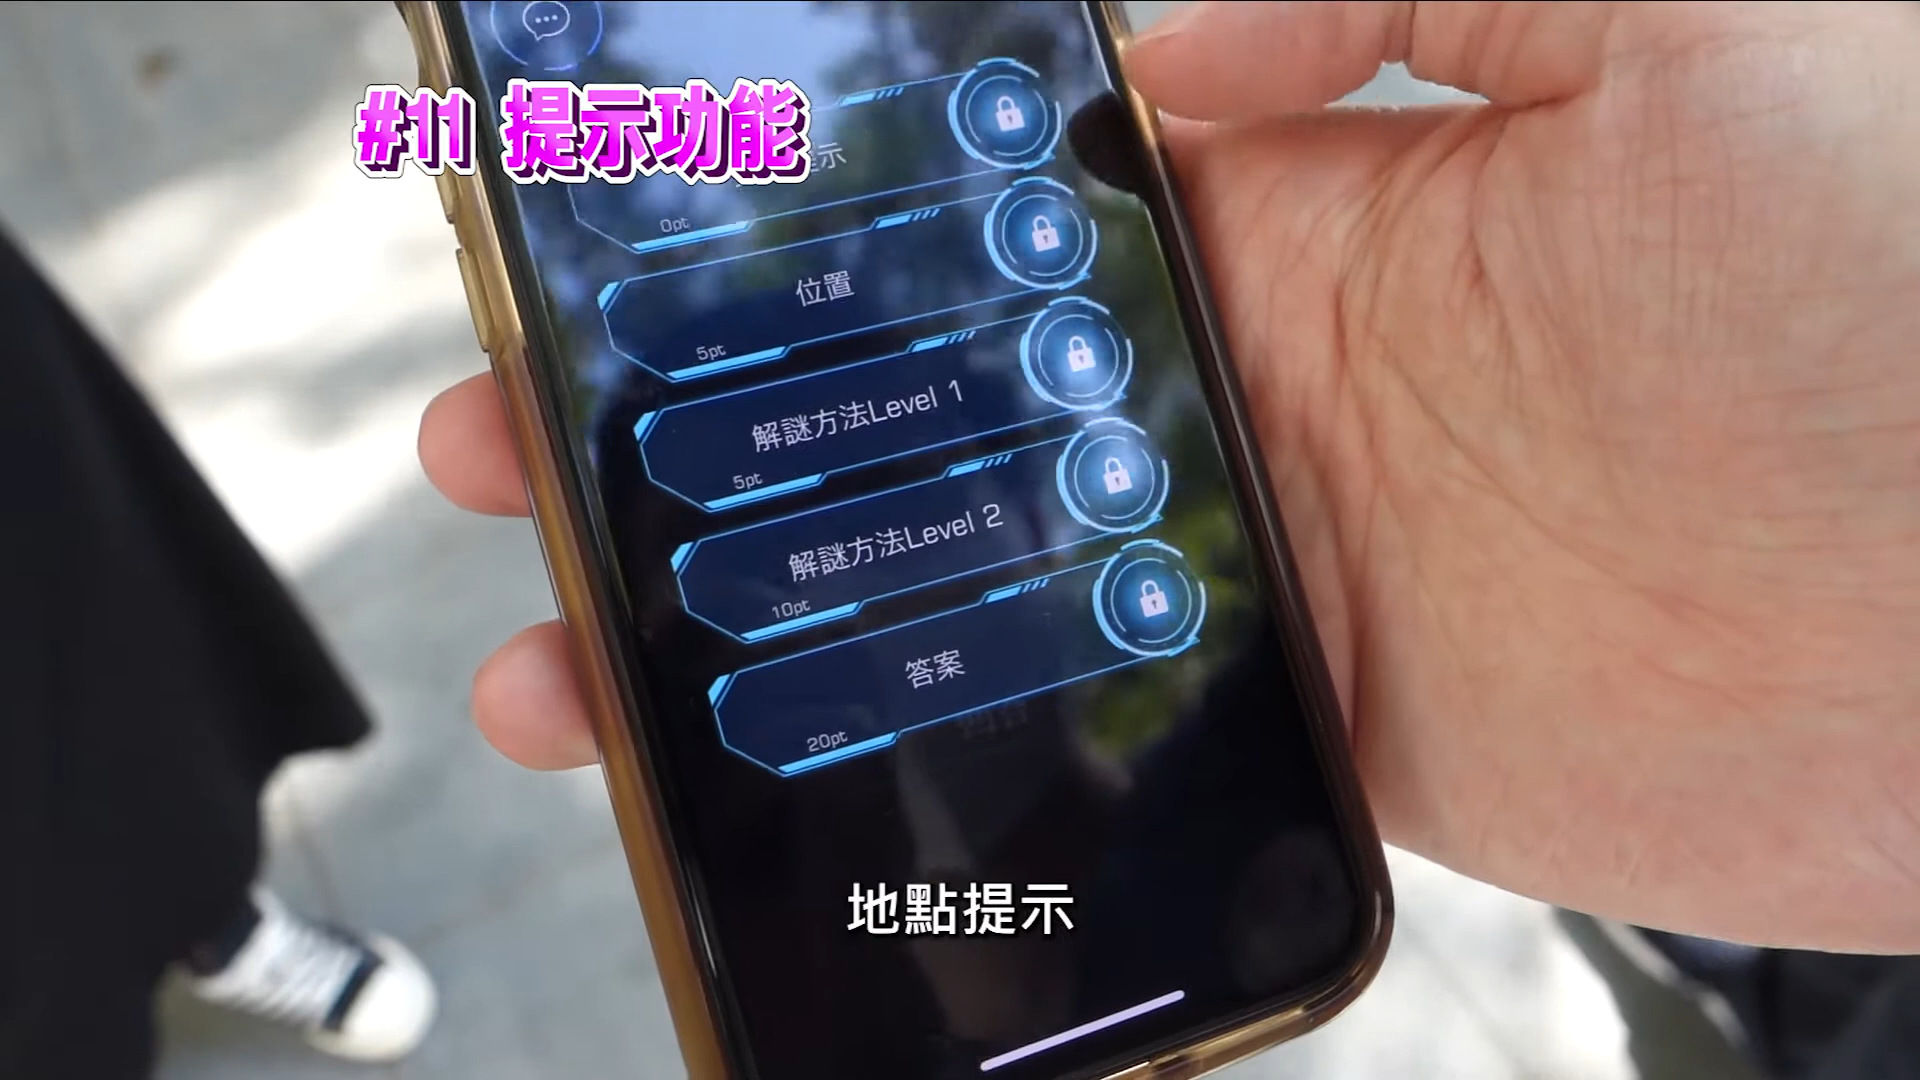 #11 提示功能
示
0pt
位置
5pt
解謎方法Level 1
5pt
解謎方法Level 2
10pt
答案
20pt
地點提示